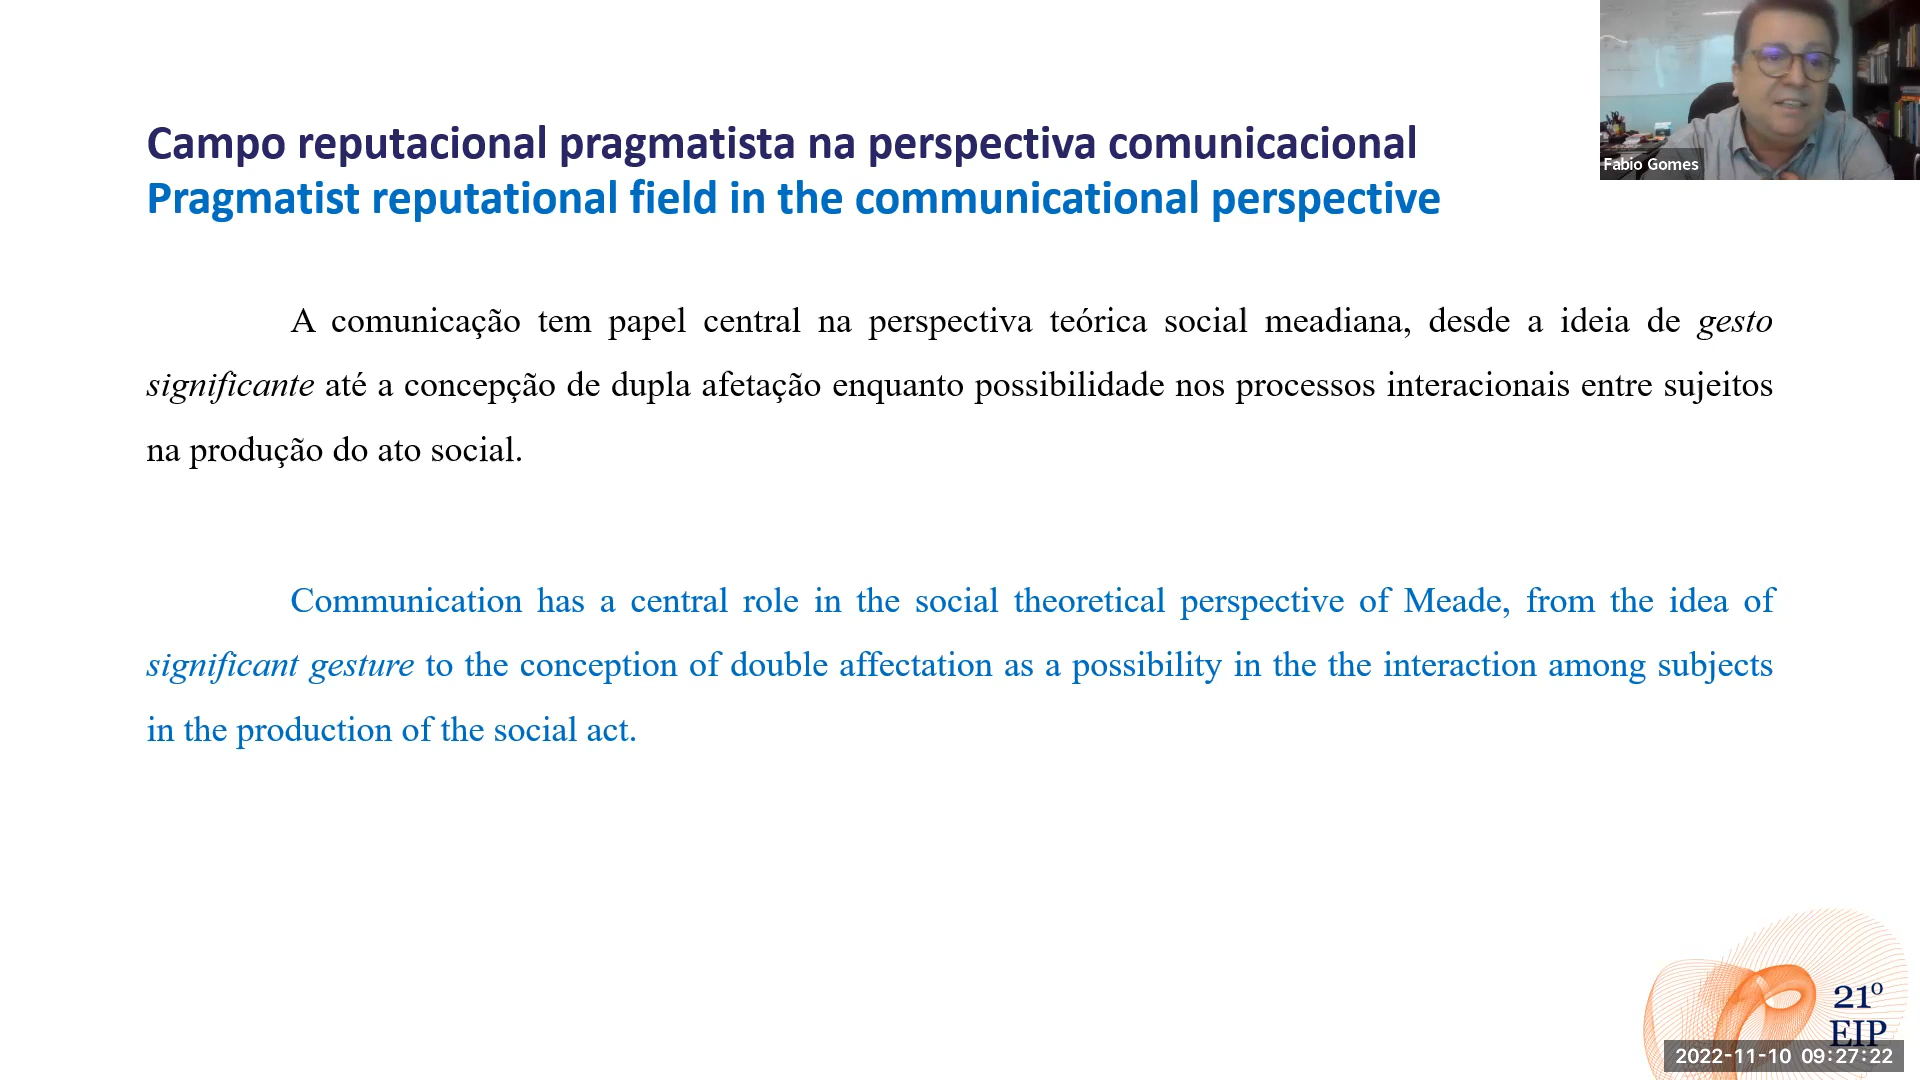 Campo reputacional pragmatista na perspectiva comunicacional
Pragmatist reputational field in the communicational perspective
Fabio Gomes
A comunicação tem papel central na perspectiva teórica social meadiana, desde a ideia de gesto
significante até a concepção de dupla afetação enquanto possibilidade nos processos interacionais entre sujeitos
na produção do ato social.
Communication has a central role in the social theoretical perspective of Meade, from the idea of
significant gesture to the conception of double affectation as a possibility in the the interaction among subjects
in the production of the social act.
21º
EIP
2022-11-10 09:27:22